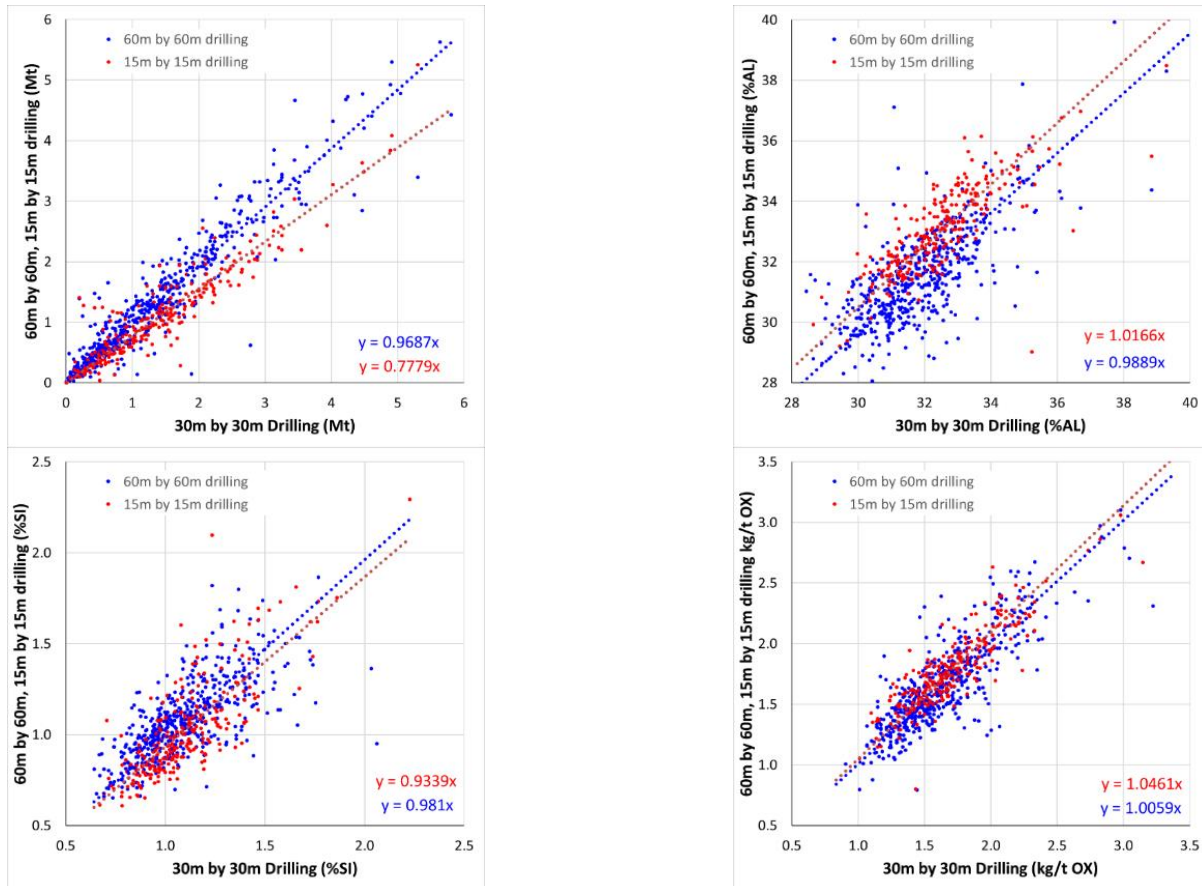 60m by 60m, 15m by 15m drilling (Mt)
6
5
4
3
2
1
0
60m by 60m drilling
15m by 15m drilling
y = 0.9687x
y = 0.7779x
0 1 2 3 4 5 6
30m by 30m Drilling (Mt)
60m by 60m, 15m by 15m drilling (%AL)
40
38
36
34
32
30
28
60m by 60m drilling
15m by 15m drilling
y = 1.0166x
y = 0.9889x
28 30 32 34 36 38 40
30m by 30m Drilling (%AL)
60m by 60m, 15m by 15m drilling (%SI)
2.5
2.0
1.5
1.0
0.5
60m by 60m drilling
15m by 15m drilling
y = 0.9339x
y = 0.981x
0.5 1.0 1.5 2.0 2.5
30m by 30m Drilling (%SI)
60m by 60m, 15m by 15m drilling kg/t OX)
3.5
3.0
2.5
2.0
1.5
1.0
0.5
60m by 60m drilling
15m by 15m drilling
y = 1.0461x
y = 1.0059x
0.5 1.0 1.5 2.0 2.5 3.0 3.5
30m by 30m Drilling (kg/t OX)